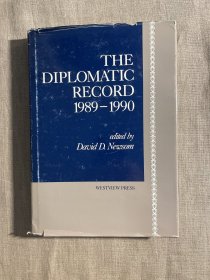 THE
DIPLOMATIC
RECORD
1989–1990
edited by
David D. Newsom
WESTVIEW PRESS